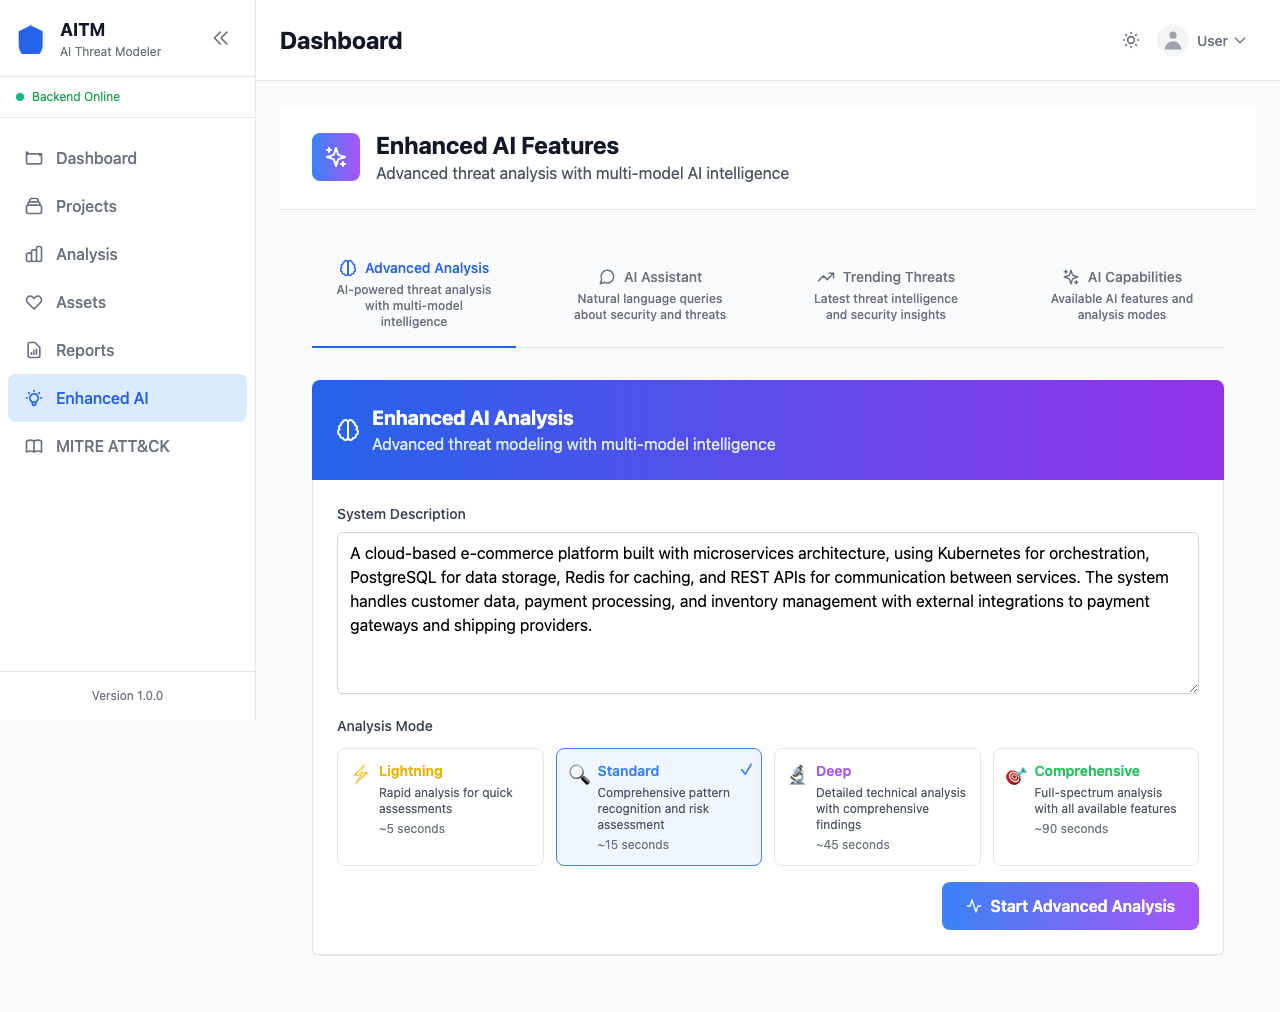 AITM
AI Threat Modeler
Backend Online
Dashboard
Projects
Analysis
Assets
Reports
Enhanced AI
MITRE ATT&CK
Version 1.0.0
Dashboard
User
Enhanced AI Features
Advanced threat analysis with multi-model AI intelligence
Advanced Analysis
AI-powered threat analysis
with multi-model
intelligence
AI Assistant
Natural language queries
about security and threats
Trending Threats
Latest threat intelligence
and security insights
AI Capabilities
Available AI features and
analysis modes
Enhanced AI Analysis
Advanced threat modeling with multi-model intelligence
System Description
A cloud-based e-commerce platform built with microservices architecture, using Kubernetes for orchestration,
PostgreSQL for data storage, Redis for caching, and REST APIs for communication between services. The system
handles customer data, payment processing, and inventory management with external integrations to payment
gateways and shipping providers.
Analysis Mode
Lightning
Rapid analysis for quick
assessments
~5 seconds
Standard
Comprehensive pattern
recognition and risk
assessment
~15 seconds
Deep
Detailed technical analysis
with comprehensive
findings
~45 seconds
Comprehensive
Full-spectrum analysis
with all available features
~90 seconds
Start Advanced Analysis